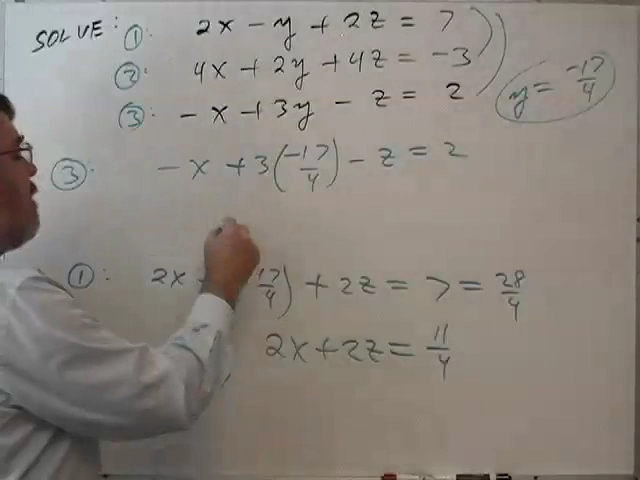 SOLVE: ①: 2x - y + 2z = 7
②: 4x + 2y + 4z = -3
③: -x + 3y - z = 2
y = -17/4
③: -x + 3(-17/4) - z = 2
①: 2x - 17/4) + 2z = 7 = 28/4
2x + 2z = 11/4